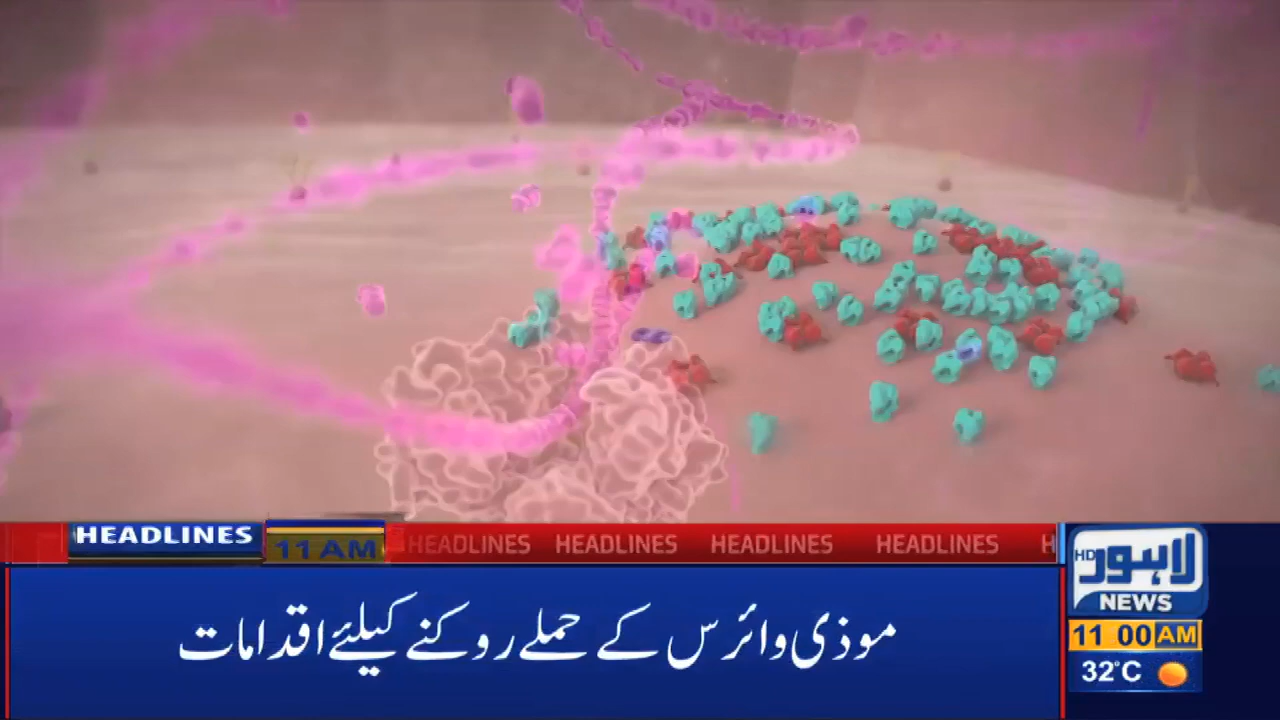 HEADLINES 11 AM HEADLINES HEADLINES HEADLINES HEADLINES H
موذی وائرس کے حملے روکنے کیلئے اقدامات
HD لاہور
NEWS
11 00 AM
32°C